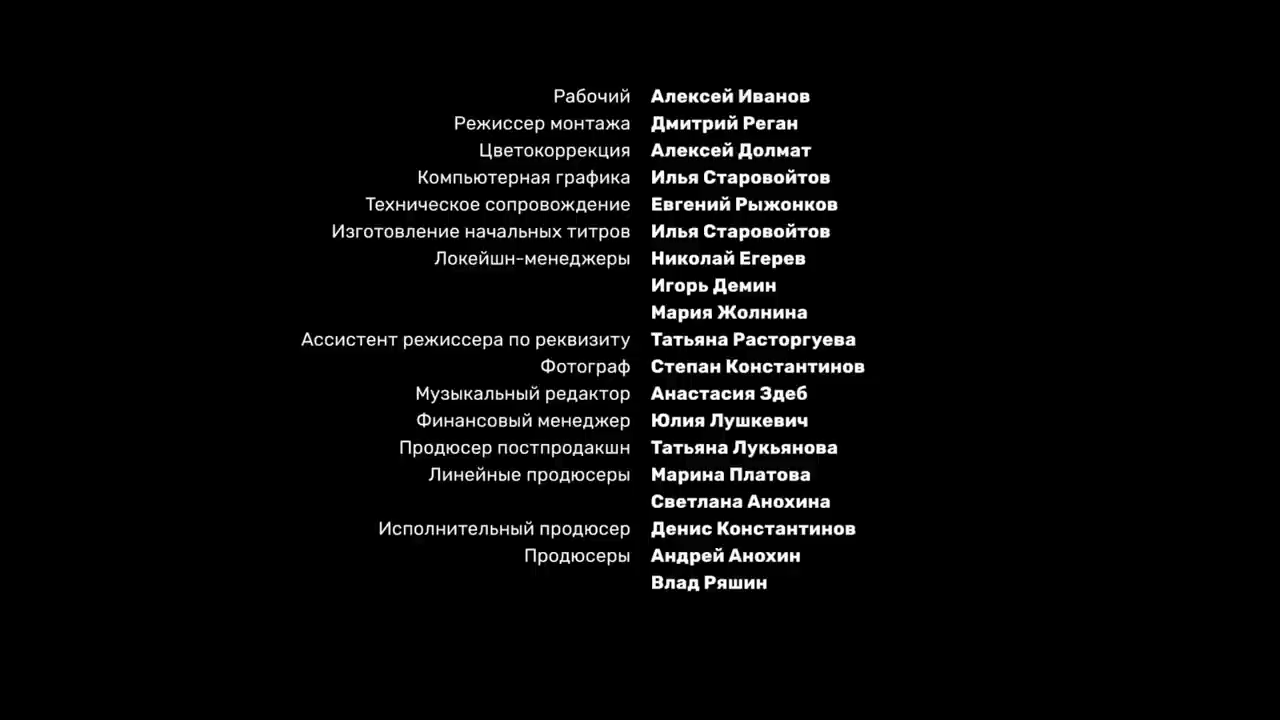 Рабочий Алексей Иванов
Режиссер монтажа Дмитрий Реган
Цветокоррекция Алексей Долмат
Компьютерная графика Илья Старовойтов
Техническое сопровождение Евгений Рыжонков
Изготовление начальных титров Илья Старовойтов
Локейшн-менеджеры Николай Егерев
Игорь Демин
Мария Жолнина
Ассистент режиссера по реквизиту Татьяна Расторгуева
Фотограф Степан Константинов
Музыкальный редактор Анастасия Здеб
Финансовый менеджер Юлия Лушкевич
Продюсер постпродакшн Татьяна Лукьянова
Линейные продюсеры Марина Платова
Светлана Анохина
Исполнительный продюсер Денис Константинов
Продюсеры Андрей Анохин
Влад Ряшин